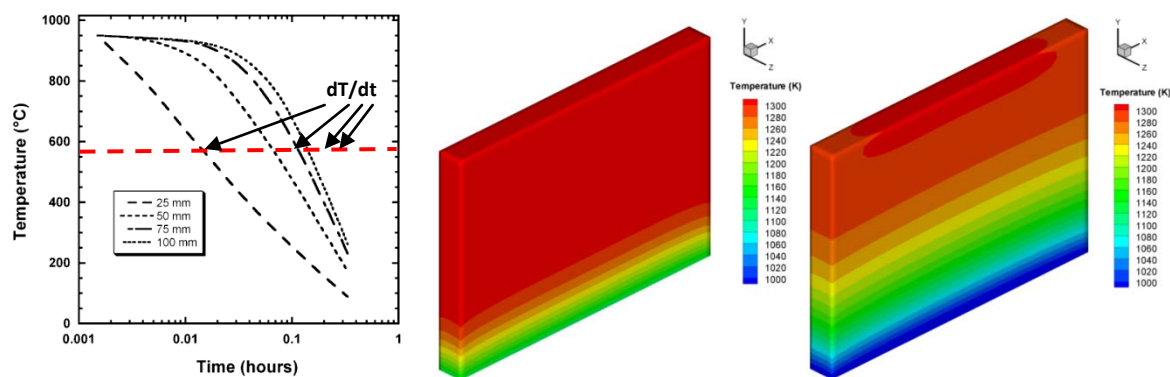 1000
800
600
400
200
0
Temperature (°C)
dT/dt
25 mm
50 mm
75 mm
100 mm
0.001
0.01
0.1
1
Time (hours)
Y
X
Z
Temperature (K)
1300
1280
1260
1240
1220
1200
1180
1160
1140
1120
1100
1080
1060
1040
1020
1000
Y
X
Z
Temperature (K)
1300
1280
1260
1240
1220
1200
1180
1160
1140
1120
1100
1080
1060
1040
1020
1000